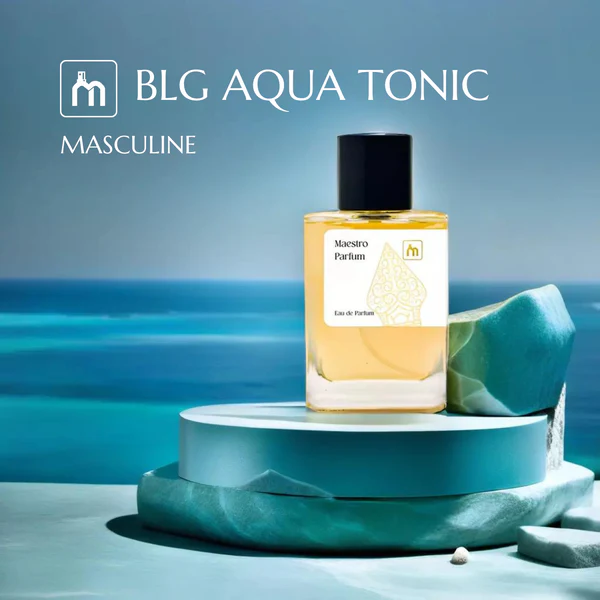 BLG AQUA TONIC
MASCULINE
Maestro
Parfum
Eau de Parfum